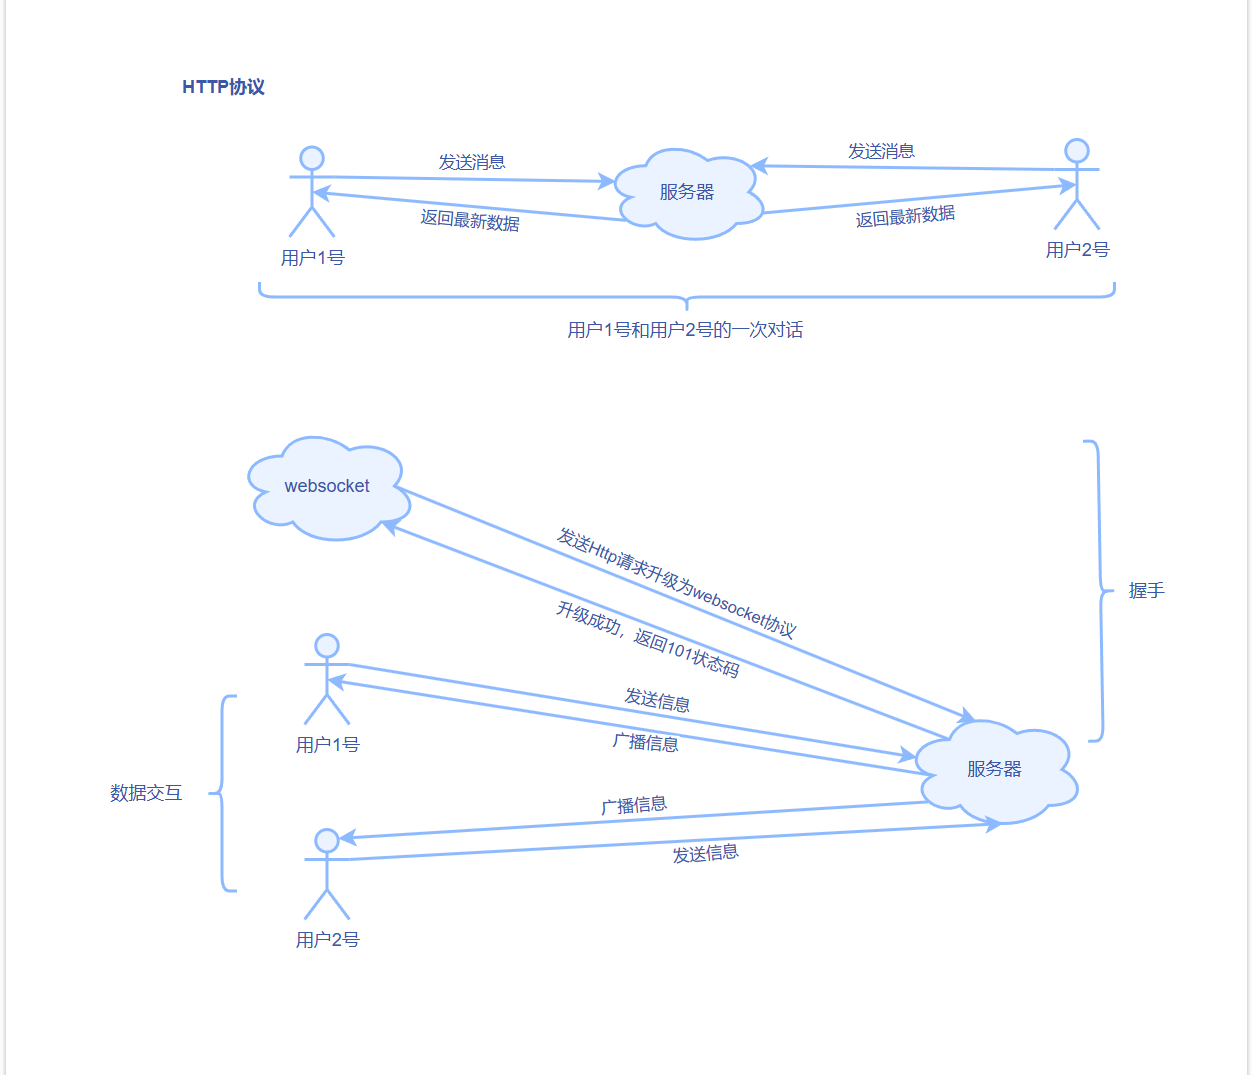 HTTP协议
发送消息
发送消息
服务器
返回最新数据
返回最新数据
用户1号
用户2号
用户1号和用户2号的一次对话
websocket
发送Http请求升级为websocket协议
握手
升级成功，返回101状态码
发送信息
用户1号
广播信息
服务器
数据交互
广播信息
发送信息
用户2号